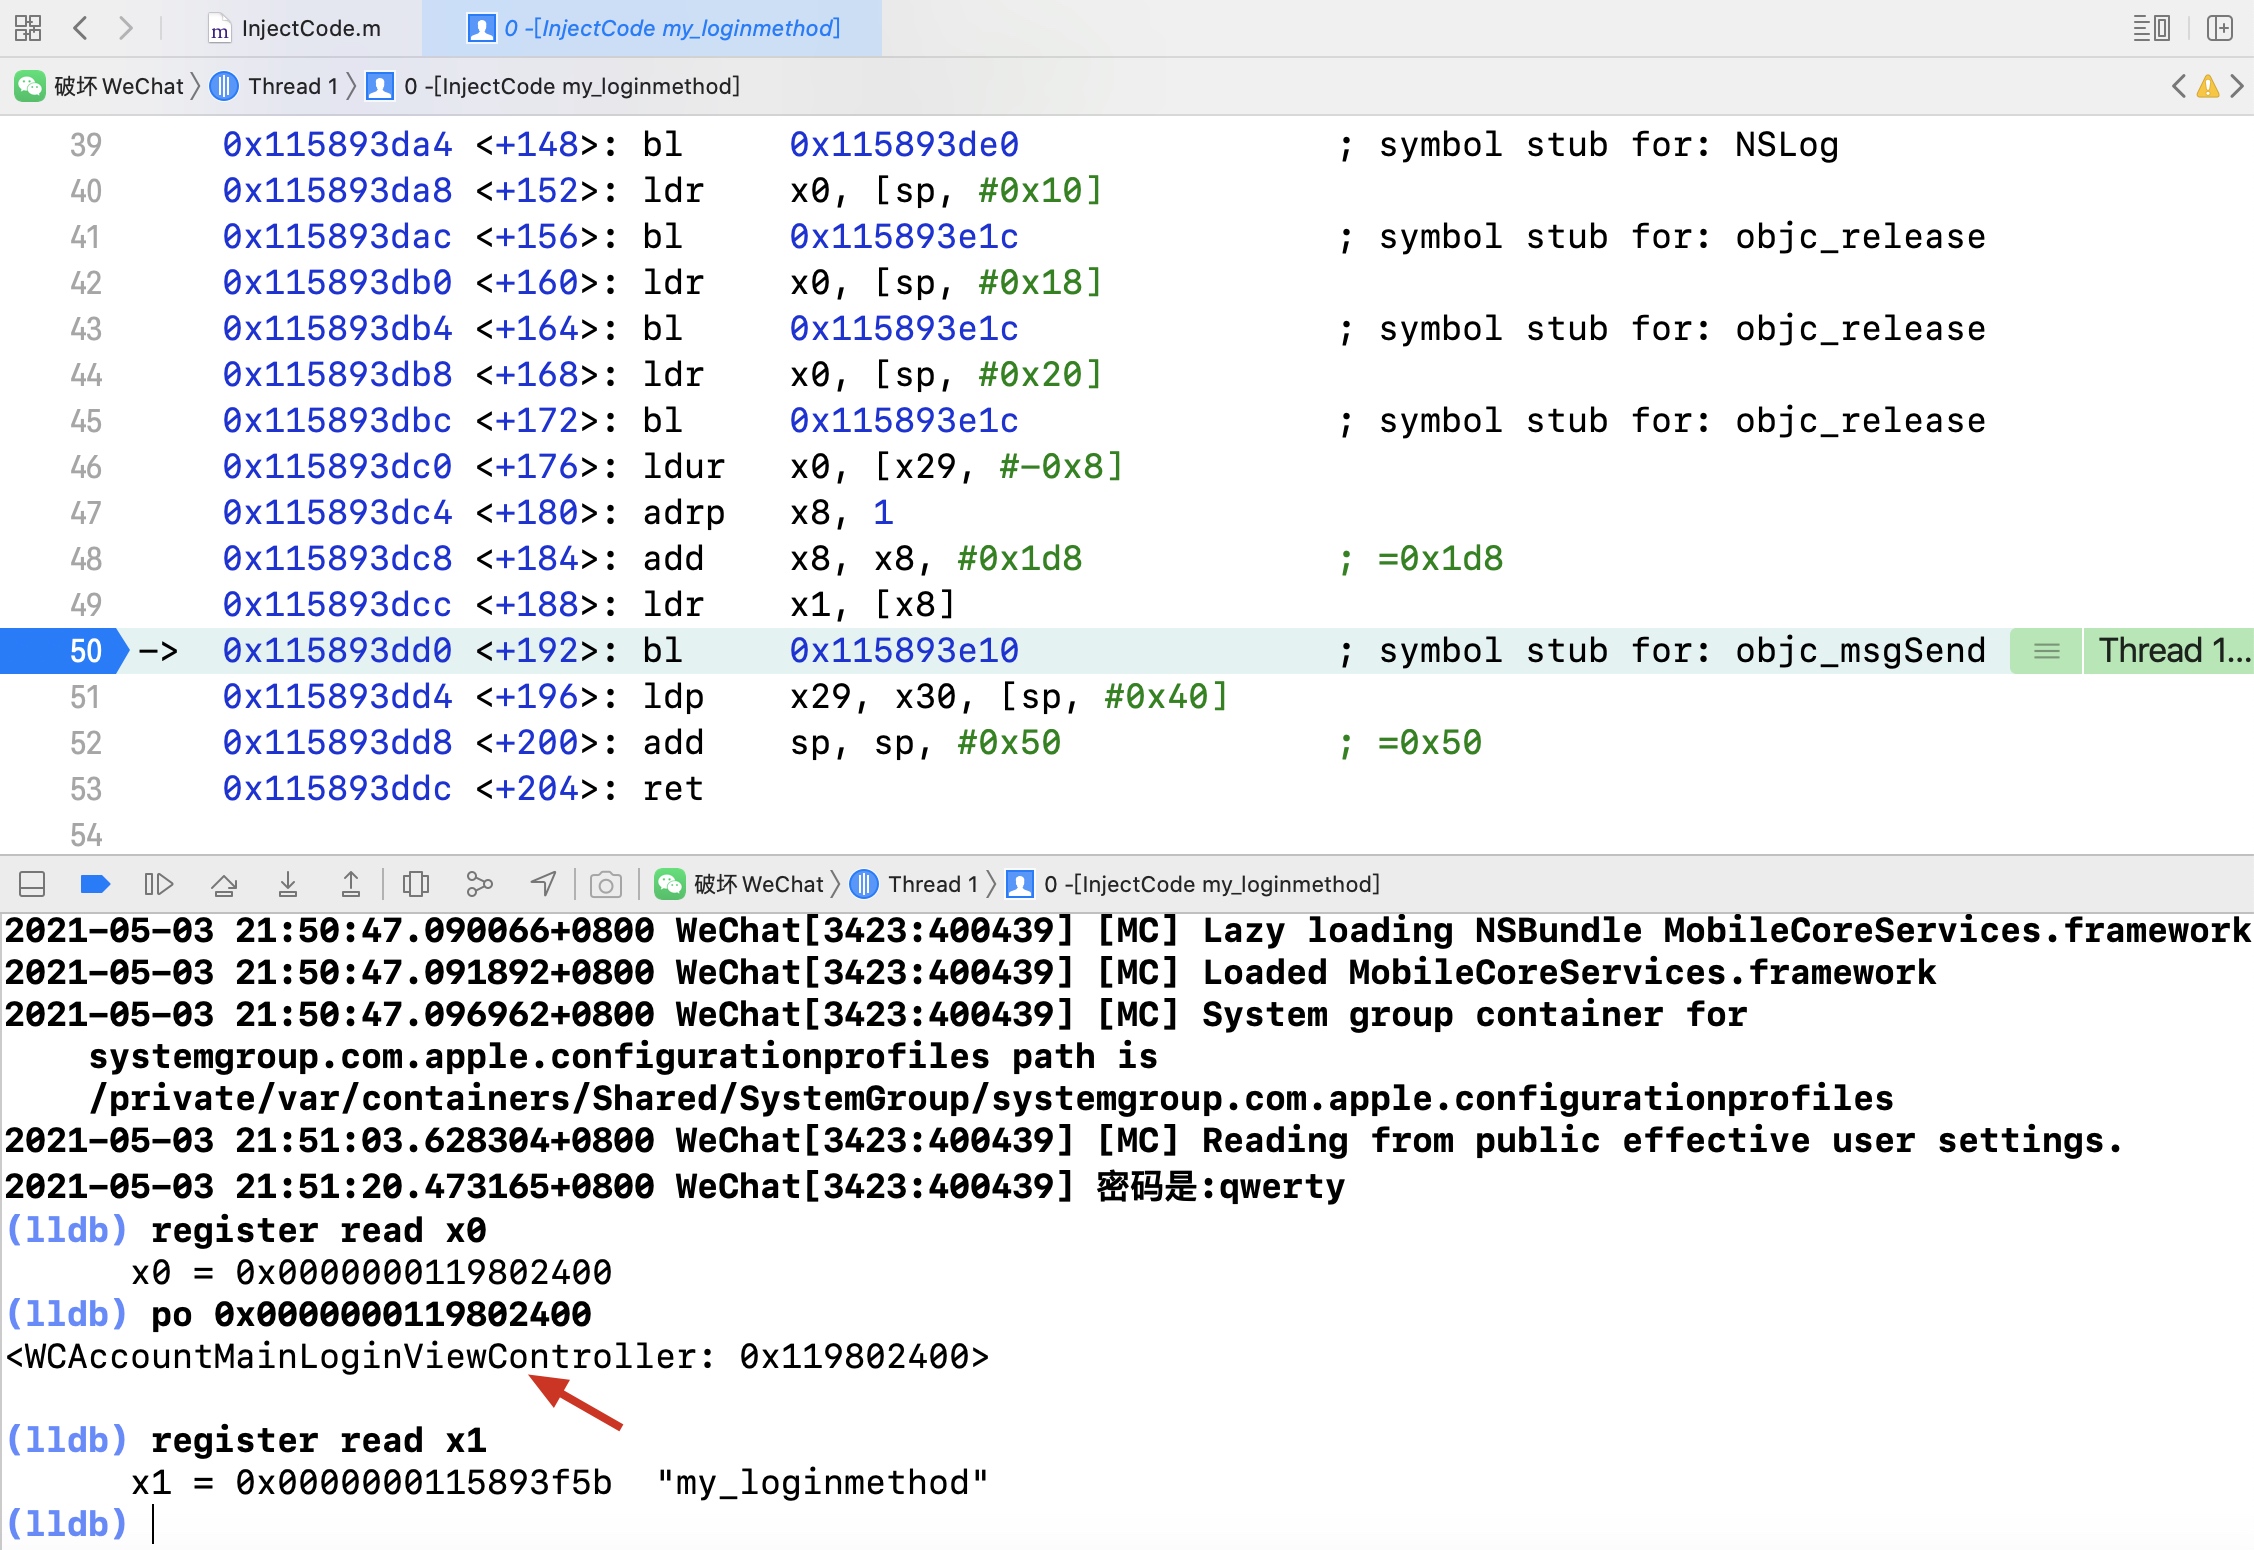 InjectCode.m
0 -[InjectCode my_loginmethod]
破坏 WeChat 〉 Thread 1 〉 0 -[InjectCode my_loginmethod]
39 0x115893da4 <+148>: bl 0x115893de0 ; symbol stub for: NSLog
40 0x115893da8 <+152>: ldr x0, [sp, #0x10]
41 0x115893dac <+156>: bl 0x115893e1c ; symbol stub for: objc_release
42 0x115893db0 <+160>: ldr x0, [sp, #0x18]
43 0x115893db4 <+164>: bl 0x115893e1c ; symbol stub for: objc_release
44 0x115893db8 <+168>: ldr x0, [sp, #0x20]
45 0x115893dbc <+172>: bl 0x115893e1c ; symbol stub for: objc_release
46 0x115893dc0 <+176>: ldur x0, [x29, #-0x8]
47 0x115893dc4 <+180>: adrp x8, 1
48 0x115893dc8 <+184>: add x8, x8, #0x1d8 ; =0x1d8
49 0x115893dcc <+188>: ldr x1, [x8]
50 -> 0x115893dd0 <+192>: bl 0x115893e10 ; symbol stub for: objc_msgSend Thread 1...
51 0x115893dd4 <+196>: ldp x29, x30, [sp, #0x40]
52 0x115893dd8 <+200>: add sp, sp, #0x50 ; =0x50
53 0x115893ddc <+204>: ret
54
破坏 WeChat 〉 Thread 1 〉 0 -[InjectCode my_loginmethod]
2021-05-03 21:50:47.090066+0800 WeChat[3423:400439] [MC] Lazy loading NSBundle MobileCoreServices.framework
2021-05-03 21:50:47.091892+0800 WeChat[3423:400439] [MC] Loaded MobileCoreServices.framework
2021-05-03 21:50:47.096962+0800 WeChat[3423:400439] [MC] System group container for
systemgroup.com.apple.configurationprofiles path is
/private/var/containers/Shared/SystemGroup/systemgroup.com.apple.configurationprofiles
2021-05-03 21:51:03.628304+0800 WeChat[3423:400439] [MC] Reading from public effective user settings.
2021-05-03 21:51:20.473165+0800 WeChat[3423:400439] 密码是:qwerty
(lldb) register read x0
x0 = 0x0000000119802400
(lldb) po 0x0000000119802400
<WCAccountMainLoginViewController: 0x119802400>
(lldb) register read x1
x1 = 0x0000000115893f5b "my_loginmethod"
(lldb)